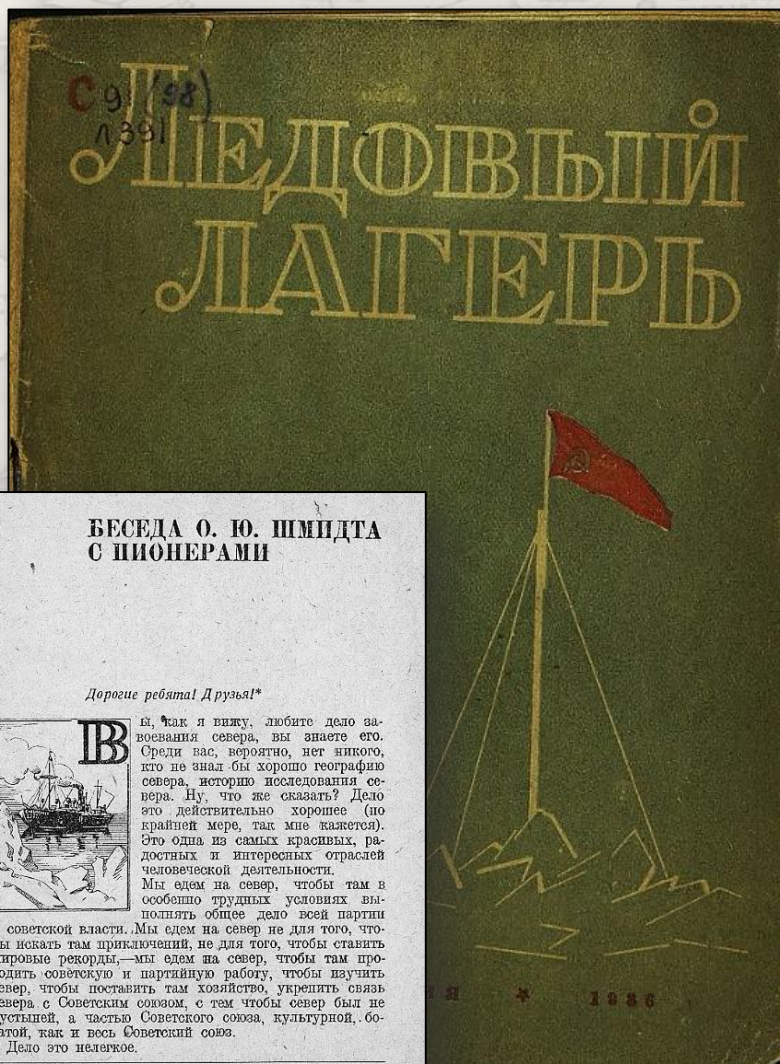 С 91(98)
Л391
ЛЕДОВЫЙ
ЛАГЕРЬ
БЕСЕДА О. Ю. ШМИДТА
С ПИОНЕРАМИ
Дорогие ребята! Друзья!*
Вы, как я вижу, любите дело за-
воевания севера, вы знаете его.
Среди вас, вероятно, нет никого,
кто не знал бы хорошо географию
севера, историю исследования се-
вера. Ну, что же сказать? Дело
это действительно хорошее (по
крайней мере, так мне кажется).
Это одна из самых красивых, ра-
достных и интересных отраслей
человеческой деятельности.
Мы едем на север, чтобы там в
особенно трудных условиях вы-
полнять общее дело всей партии
советской власти. Мы едем на север не для того, что-
ы искать там приключений, не для того, чтобы ставить
ировые рекорды,—мы едем на север, чтобы там про-
одить советскую и партийную работу, чтобы изучить
евер, чтобы поставить там хозяйство, укрепить связь
евера с Советским союзом, с тем чтобы север был не
устыней, а частью Советского союза, культурной, бо-
атой, как и весь Советский союз.
Дело это нелегкое.
1936